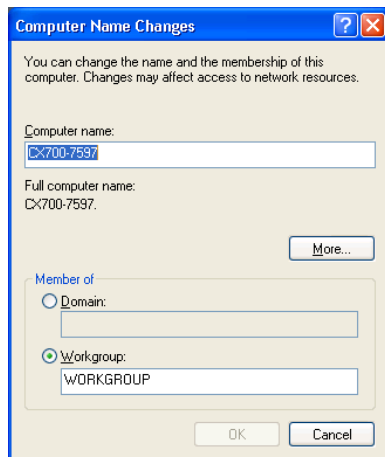 Computer Name Changes
You can change the name and the membership of this
computer. Changes may affect access to network resources.
Computer name:
CX700-7597
Full computer name:
CX700-7597.
More...
Member of
Domain:
Workgroup:
WORKGROUP
OK
Cancel